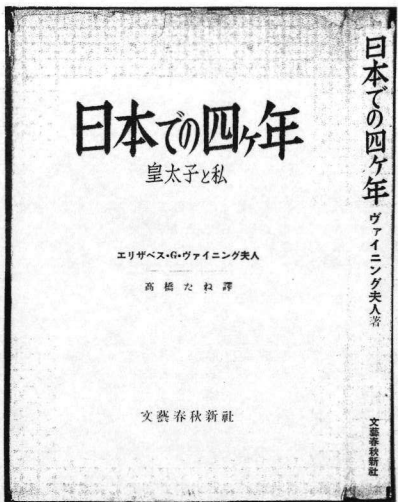 日本での四ヶ年
皇太子と私
エリザベス・G・ヴァイニング夫人
高橋たね譯
文藝春秋新社
日本での四ヶ年 ヴァイニング夫人著 文藝春秋新社